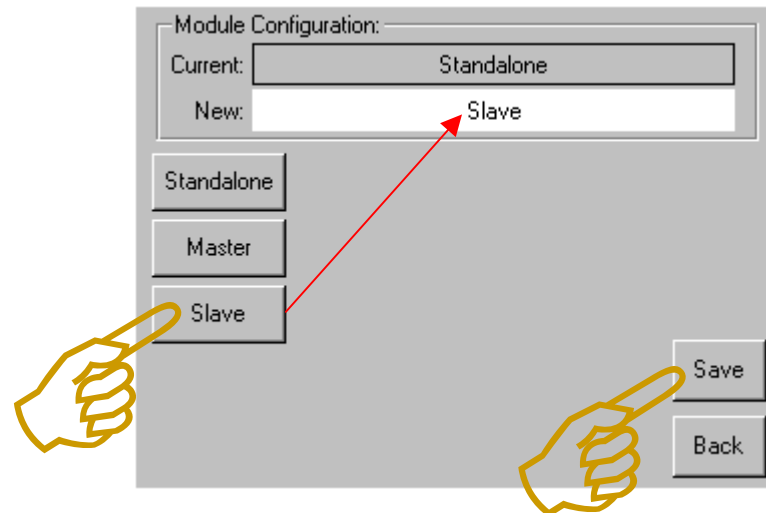 Module Configuration:
Current: Standalone
New: Slave
Standalone
Master
Slave
Save
Back